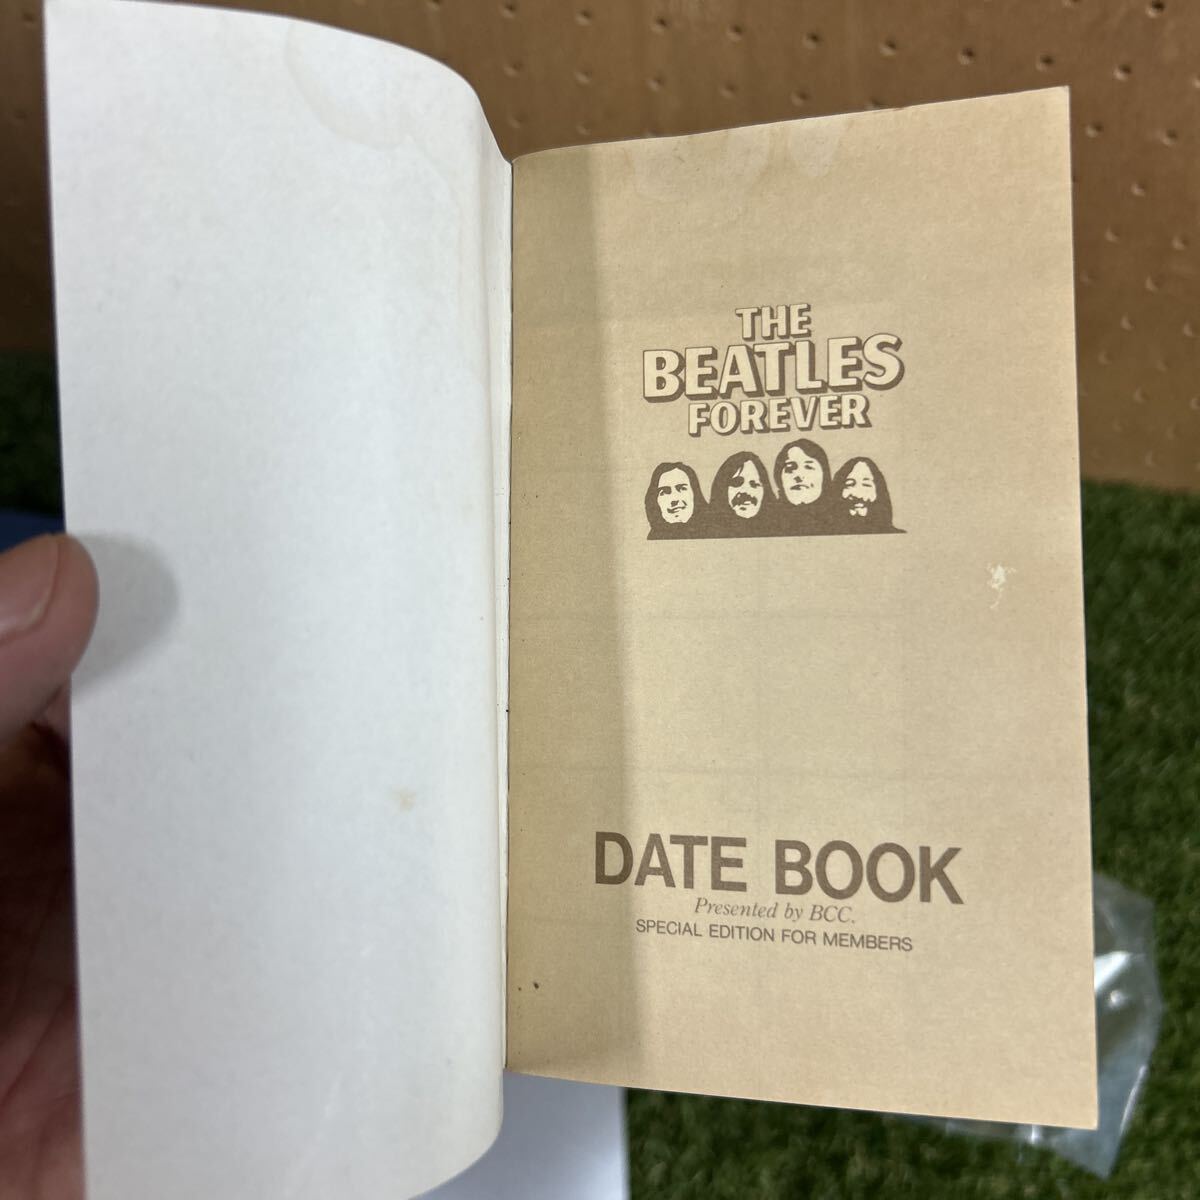 THE
BEATLES
FOREVER
DATE BOOK
Presented by BCC.
SPECIAL EDITION FOR MEMBERS